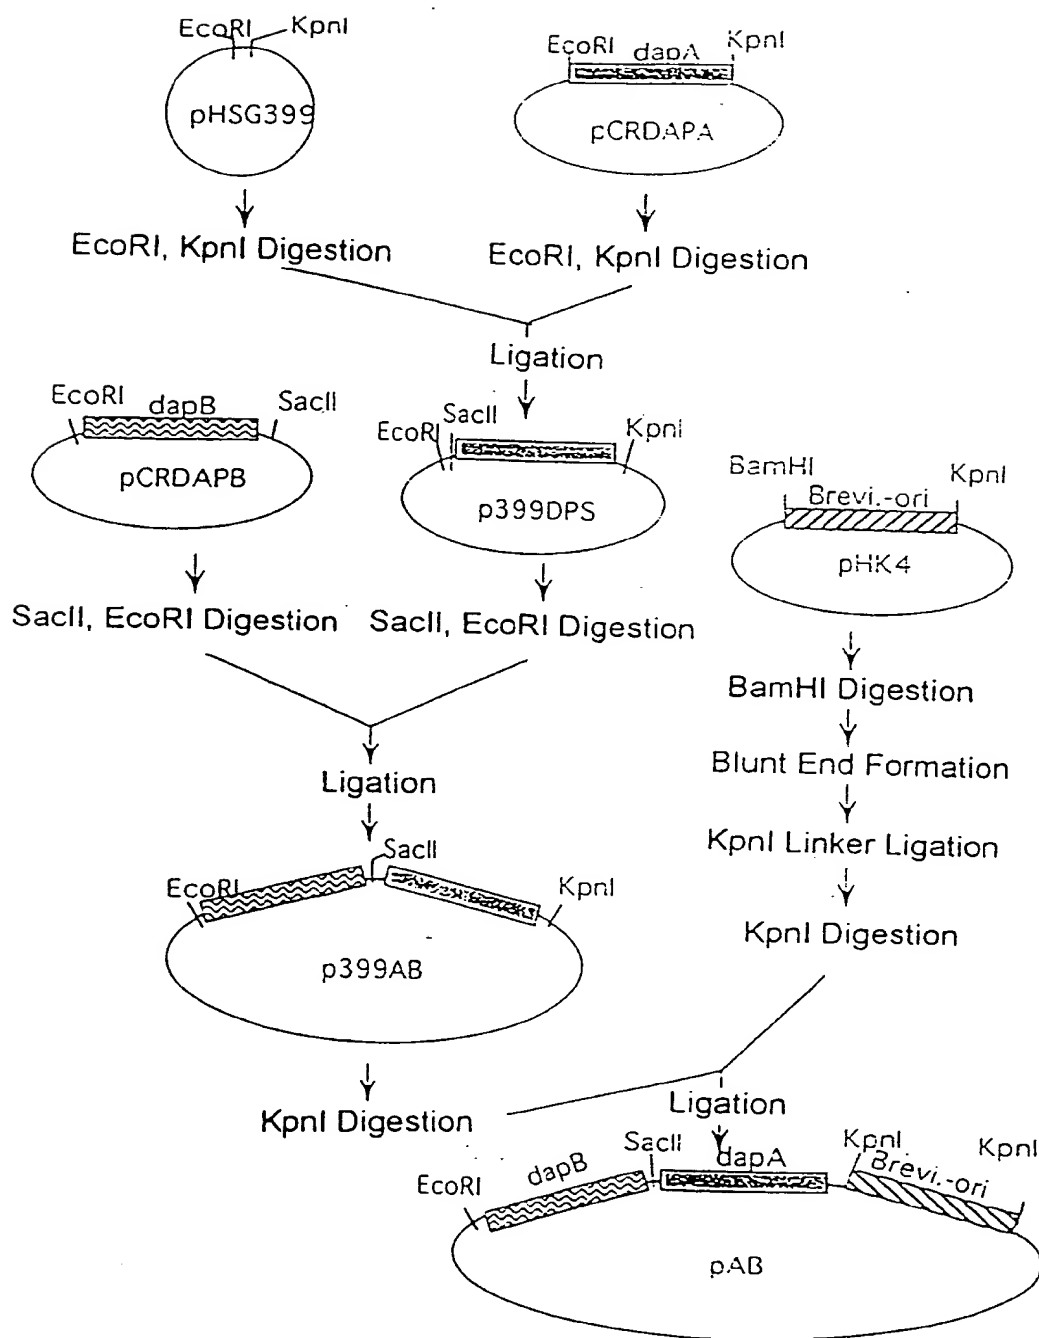 EcoRI
KpnI
pHSG399
EcoRI
dapA
KpnI
pCRDAPA
EcoRI, KpnI Digestion
EcoRI, KpnI Digestion
Ligation
EcoRI
dapB
SacII
pCRDAPB
EcoRI
SacII
KpnI
p399DPS
BamHI
Brevi.-ori
KpnI
pHK4
SacII, EcoRI Digestion
SacII, EcoRI Digestion
BamHI Digestion
Blunt End Formation
KpnI Linker Ligation
KpnI Digestion
Ligation
EcoRI
SacII
KpnI
p399AB
KpnI Digestion
Ligation
EcoRI
dapB
SacII
dapA
KpnI
Brevi.-ori
KpnI
pAB